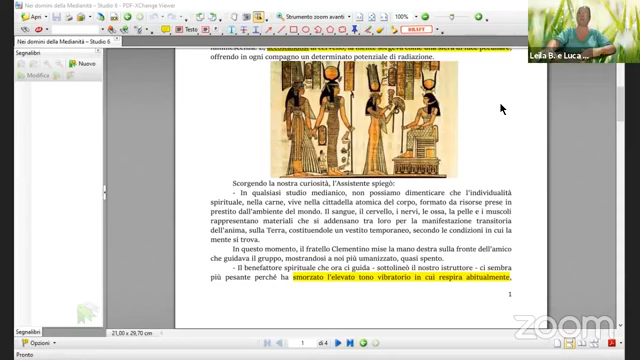 Nei domini della Medianità – Studio 6 - PDF-XChange Viewer
Strumento zoom avanti
100%
Testo
DRAFT
Nei domini della Medianità – Studio 6
Segnalibri
Nuovo
Modifica
offrendo in ogni compagno un determinato potenziale di radiazione.
Scorgendo la nostra curiosità, l'Assistente spiegò:
- In qualsiasi studio medianico, non possiamo dimenticare che l'individualità
spirituale, nella carne, vive nella cittadella atomica del corpo, formato da risorse prese in
prestito dall'ambiente del mondo. Il sangue, il cervello, i nervi, le ossa, la pelle e i muscoli
rappresentano materiali che si addensano tra loro per la manifestazione transitoria
dell'anima, sulla Terra, costituendole un vestito temporaneo, secondo le condizioni in cui la
mente si trova.
In questo momento, il fratello Clementino mise la mano destra sulla fronte dell'amico
che guidava il gruppo, mostrandosi a noi più umanizzato, quasi spento.
- Il benefattore spirituale che ora ci guida - sottolineò il nostro istruttore - ci sembra
più pesante perché ha smorzato l'elevato tono vibratorio in cui respira abitualmente,
1
Leila B. e Luca
zoom
Segnalibri
21,00 x 29,70 cm
Opzioni
1
di 4
Pronto